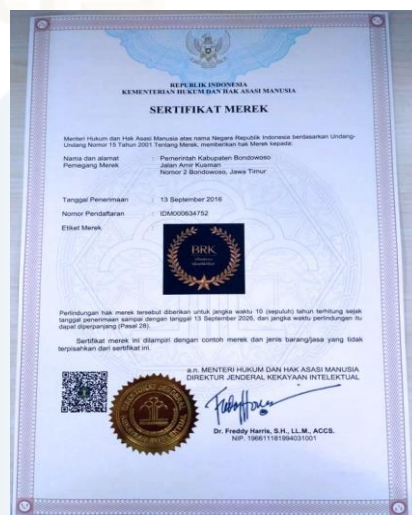 REPUBLIK INDONESIA
KEMENTERIAN HUKUM DAN HAK ASASI MANUSIA
SERTIFIKAT MEREK
Menteri Hukum dan Hak Asasi Manusia atas nama Negara Republik Indonesia berdasarkan Undang-
Undang Nomor 15 Tahun 2001 Tentang Merek, memberikan hak Merek kepada:
Nama dan alamat Pemegang Merek : Pemerintah Kabupaten Bondowoso
Jalan Amir Kusman
Nomor 2 Bondowoso, Jawa Timur
Tanggal Penerimaan : 13 September 2016
Nomor Pendaftaran : IDM000634752
Etiket Merek
BRK
Perlindungan hak merek tersebut diberikan untuk jangka waktu 10 (sepuluh) tahun terhitung sejak
tanggal penerimaan sampai dengan tanggal 13 September 2026, dan jangka waktu perlindungan itu
dapat diperpanjang (Pasal 28).
Sertifikat merek ini dilampiri dengan contoh merek dan jenis barang/jasa yang tidak
terpisahkan dari sertifikat ini.
a.n. MENTERI HUKUM DAN HAK ASASI MANUSIA
DIREKTUR JENDERAL KEKAYAAN INTELEKTUAL
Dr. Freddy Harris, S.H., LL.M., ACCS.
NIP. 196611181994031001